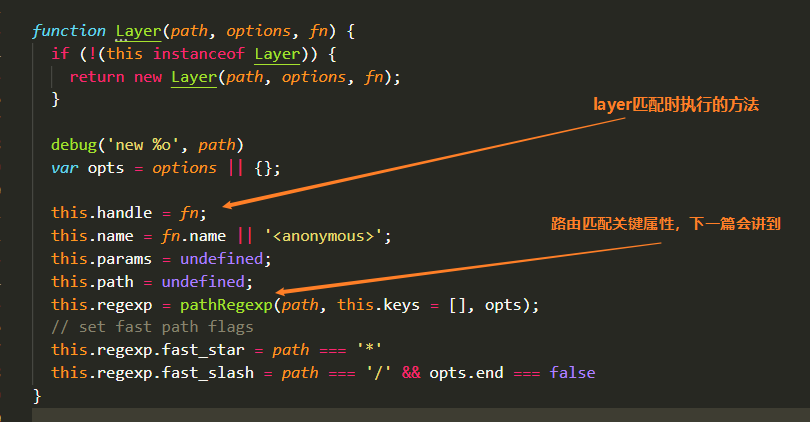 function Layer(path, options, fn) {
if (!(this instanceof Layer)) {
return new Layer(path, options, fn);
}
layer匹配时执行的方法
debug('new %o', path)
var opts = options || {};
this.handle = fn;
路由匹配关键属性，下一篇会讲到
this.name = fn.name || '<anonymous>';
this.params = undefined;
this.path = undefined;
this.regexp = pathRegexp(path, this.keys = [], opts);
// set fast path flags
this.regexp.fast_star = path === '*'
this.regexp.fast_slash = path === '/' && opts.end === false
}